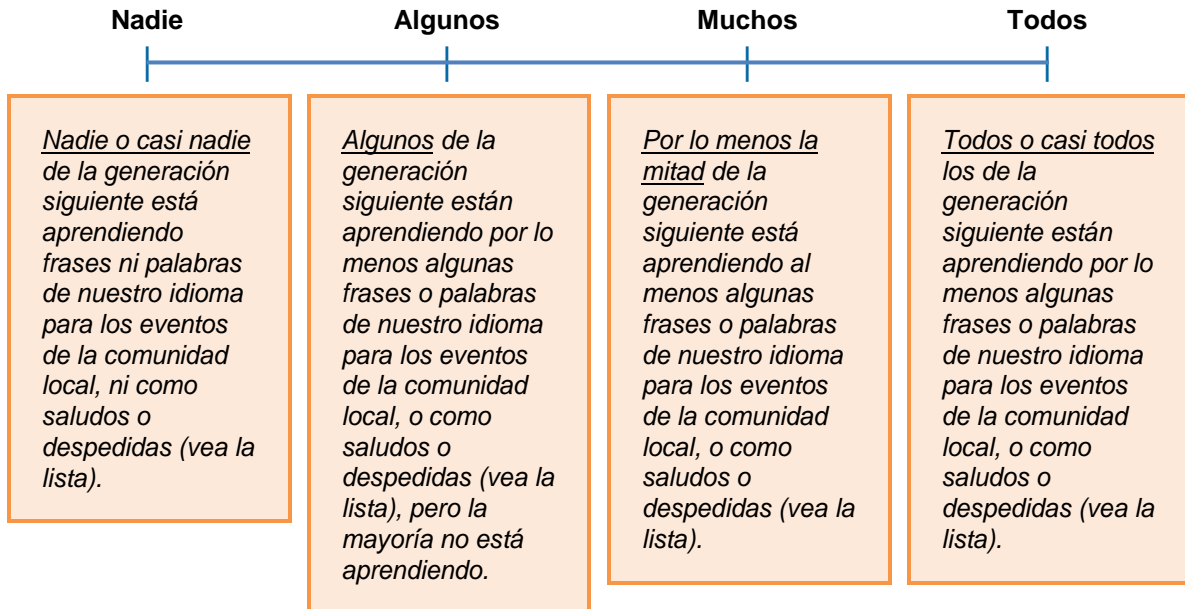 Nadie
Algunos
Muchos
Todos
Nadie o casi nadie
de la generación
siguiente está
aprendiendo
frases ni palabras
de nuestro idioma
para los eventos
de la comunidad
local, ni como
saludos o
despedidas (vea la
lista).
Algunos de la
generación
siguiente están
aprendiendo por lo
menos algunas
frases o palabras
de nuestro idioma
para los eventos
de la comunidad
local, o como
saludos o
despedidas (vea la
lista), pero la
mayoría no está
aprendiendo.
Por lo menos la
mitad de la
generación
siguiente está
aprendiendo al
menos algunas
frases o palabras
de nuestro idioma
para los eventos
de la comunidad
local, o como
saludos o
despedidas (vea la
lista).
Todos o casi todos
los de la
generación
siguiente están
aprendiendo por lo
menos algunas
frases o palabras
de nuestro idioma
para los eventos
de la comunidad
local, o como
saludos o
despedidas (vea la
lista).